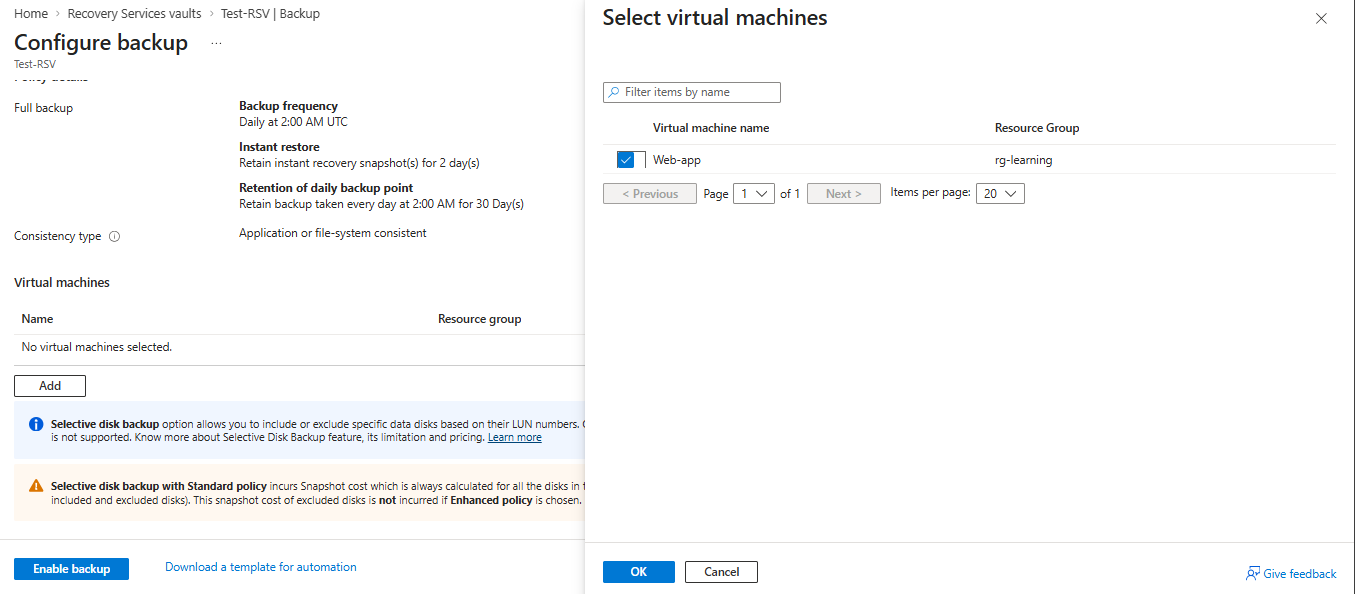 Home > Recovery Services vaults > Test-RSV | Backup
Configure backup ...
Test-RSV
Policy details
Full backup
Backup frequency
Daily at 2:00 AM UTC
Instant restore
Retain instant recovery snapshot(s) for 2 day(s)
Retention of daily backup point
Retain backup taken every day at 2:00 AM for 30 Day(s)
Consistency type
Application or file-system consistent
Virtual machines
Name Resource group
No virtual machines selected.
Add
Selective disk backup option allows you to include or exclude specific data disks based on their LUN numbers.
is not supported. Know more about Selective Disk Backup feature, its limitation and pricing. Learn more
Selective disk backup with Standard policy incurs Snapshot cost which is always calculated for all the disks in
included and excluded disks). This snapshot cost of excluded disks is not incurred if Enhanced policy is chosen.
Enable backup Download a template for automation
Select virtual machines
Filter items by name
Virtual machine name Resource Group
Web-app rg-learning
< Previous Page 1 of 1 Next > Items per page: 20
OK Cancel
Give feedback